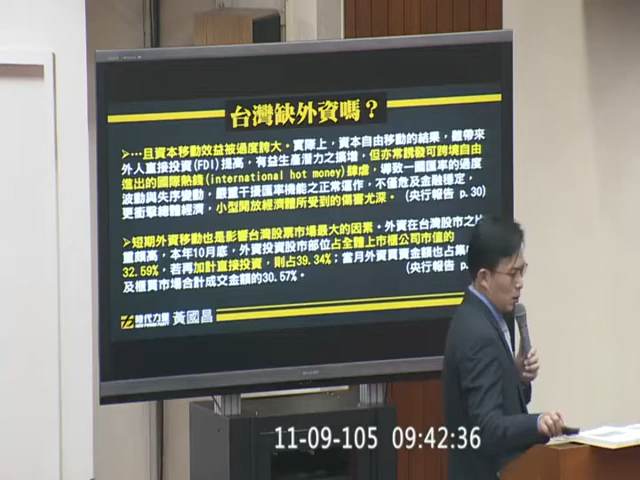 台灣缺外資嗎？
➢…且資本移動效益被過度誇大。實際上，資本自由移動的結果，雖帶來
外人直接投資(FDI)提高，有益生產潛力之擴增，但亦常誘發可跨境自由
進出的國際熱錢(international hot money)肆虐，導致一國匯率的過度
波動與失序變動，嚴重干擾匯率機能之正常運作，不僅危及金融穩定，
更衝擊總體經濟，小型開放經濟體所受到的傷害尤深。(央行報告 p.30)
➢短期外資移動也是影響台灣股票市場最大的因素。外資在台灣股市之比
重頗高，本年10月底，外資投資股市部位占全體上市櫃公司市值的
32.59%，若再加計直接投資，則占39.34%；當月外資買賣金額也占集
及櫃買市場合計成交金額的30.57%。 (央行報告 p.
時代力量 NEW POWER PARTY 黃國昌
11-09-105 09:42:36